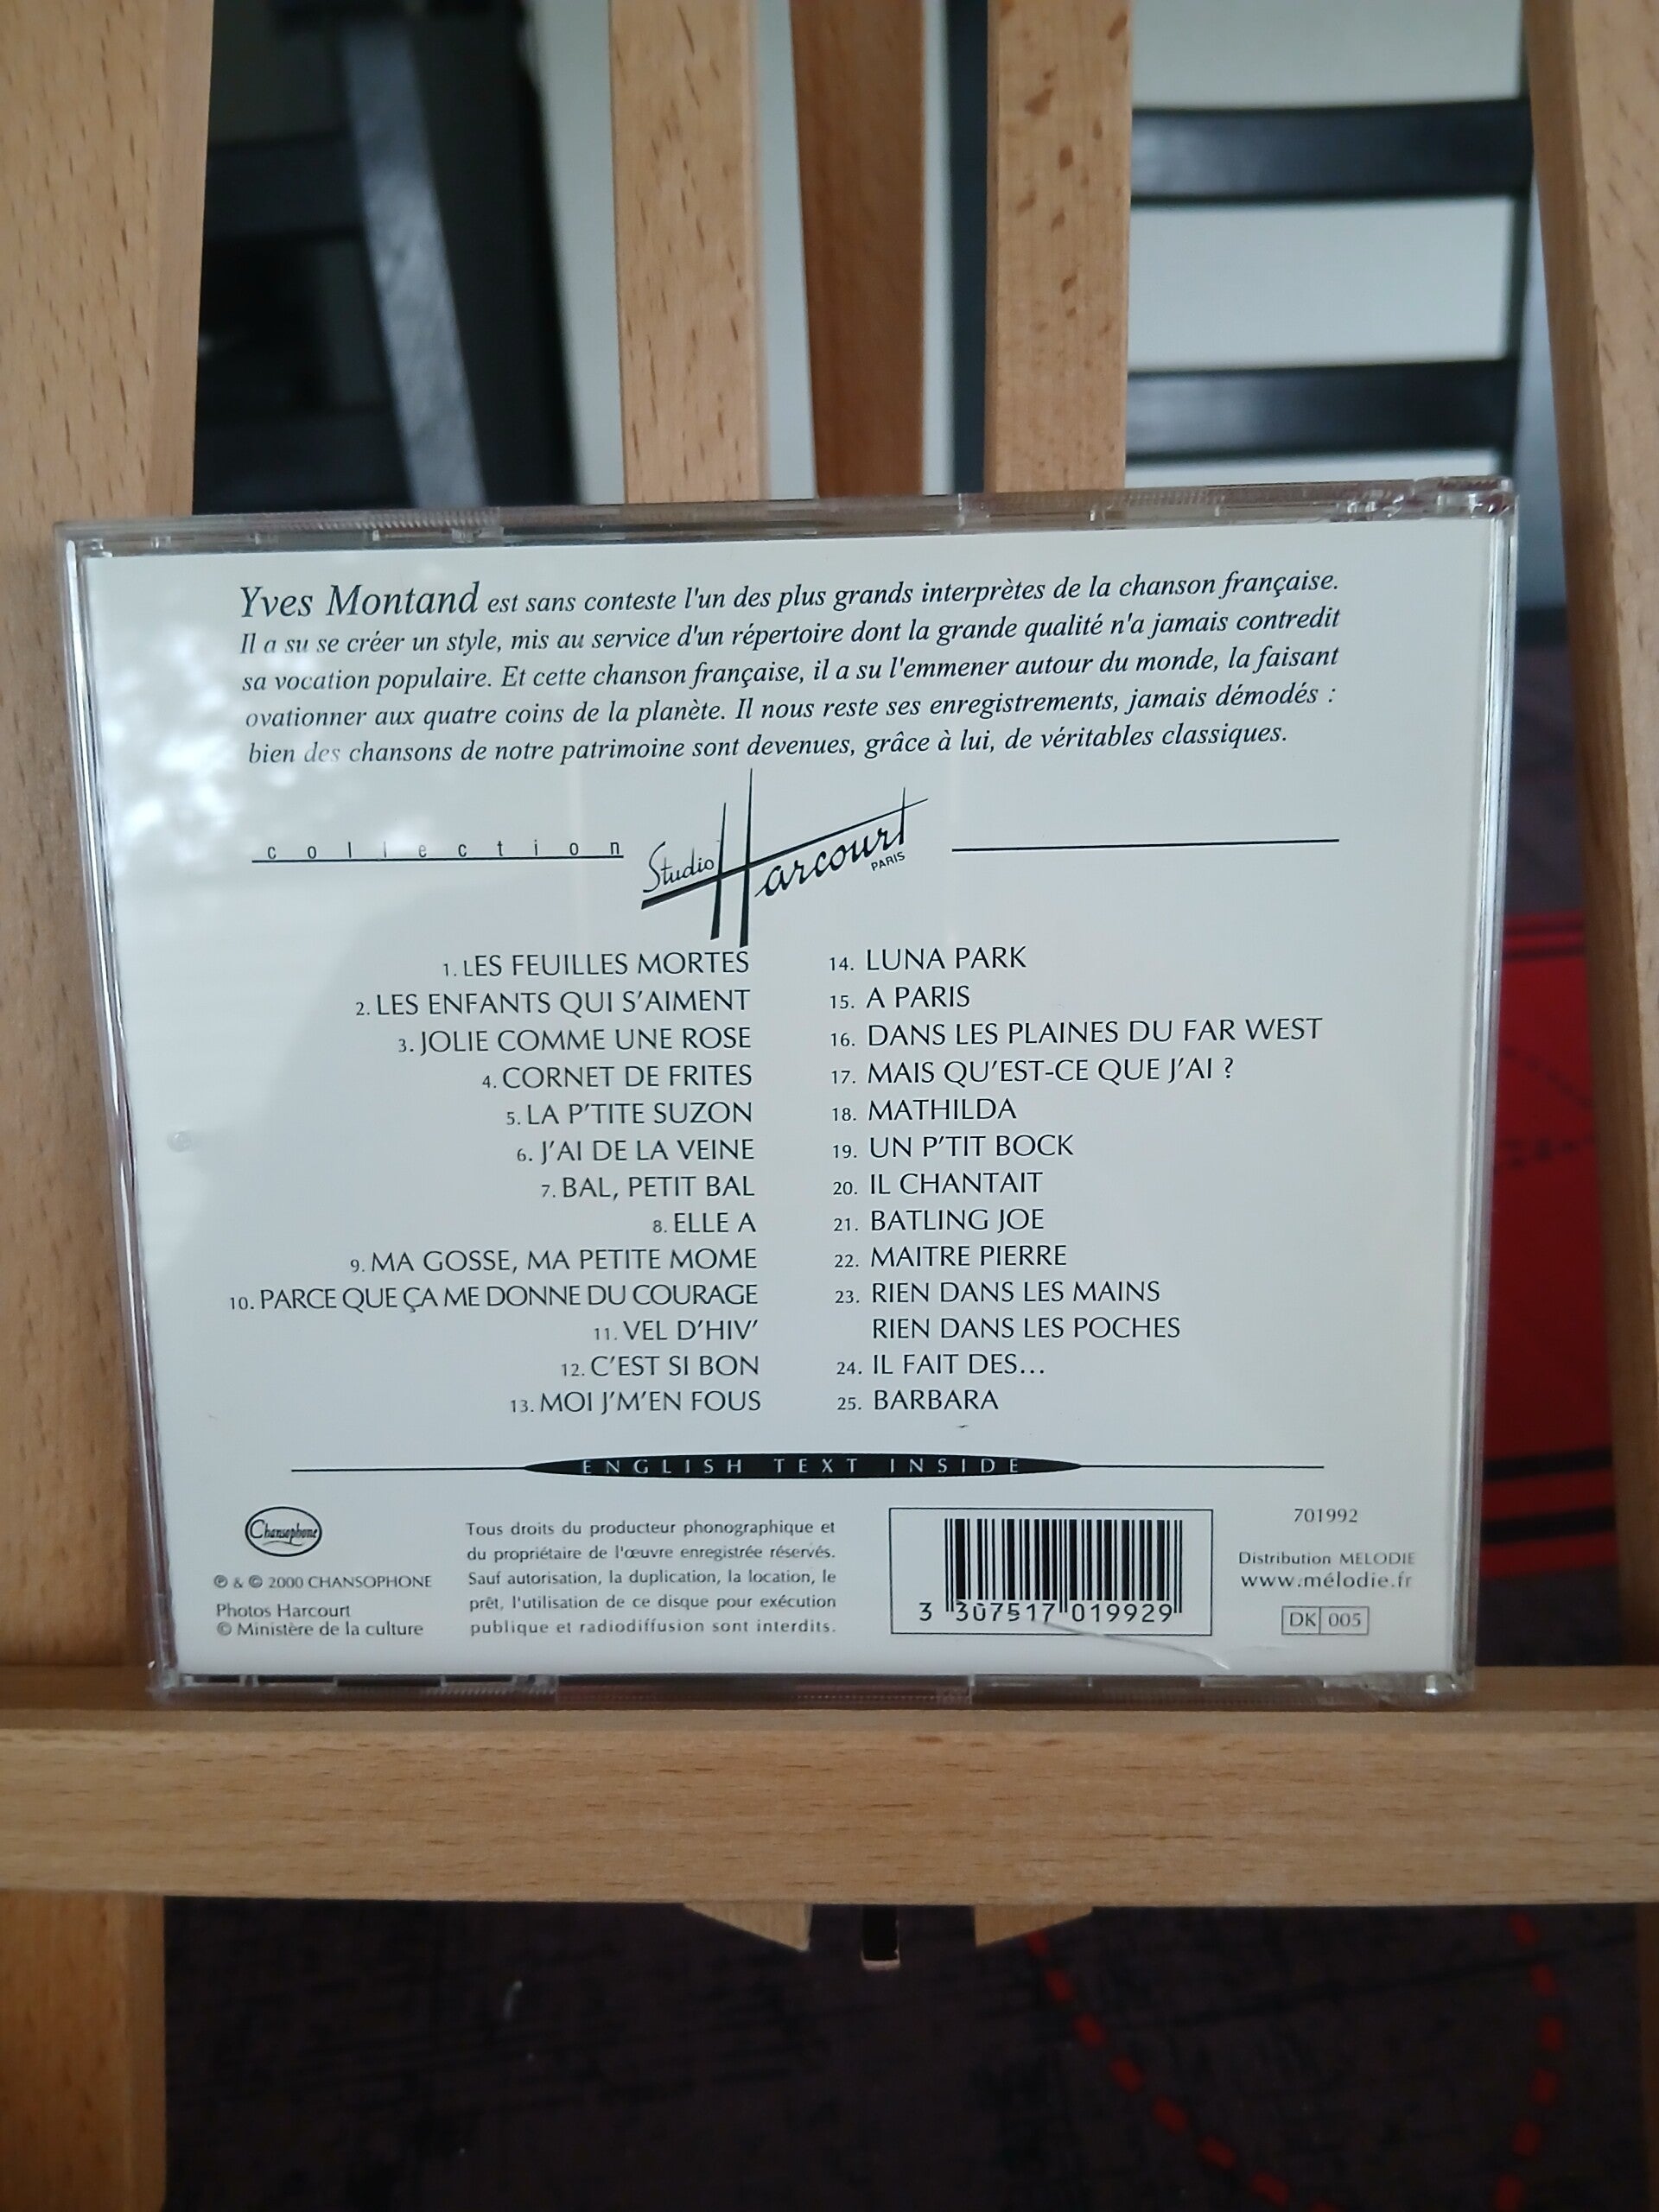 Yves Montand est sans conteste l'un des plus grands interprètes de la chanson française.
Il a su se créer un style, mis au service d'un répertoire dont la grande qualité n'a jamais contredit
sa vocation populaire. Et cette chanson française, il a su l'emmener autour du monde, la faisant
ovationner aux quatre coins de la planète. Il nous reste ses enregistrements, jamais démodés :
bien des chansons de notre patrimoine sont devenues, grâce à lui, de véritables classiques.
collection
Studio Harcourt
PARIS
1. LES FEUILLES MORTES
2. LES ENFANTS QUI S'AIMENT
3. JOLIE COMME UNE ROSE
4. CORNET DE FRITES
5. LA P'TITE SUZON
6. J'AI DE LA VEINE
7. BAL, PETIT BAL
8. ELLE A
9. MA GOSSE, MA PETITE MOME
10. PARCE QUE ÇA ME DONNE DU COURAGE
11. VEL D'HIV'
12. C'EST SI BON
13. MOI J'M'EN FOUS
14. LUNA PARK
15. A PARIS
16. DANS LES PLAINES DU FAR WEST
17. MAIS QU'EST-CE QUE J'AI ?
18. MATHILDA
19. UN P'TIT BOCK
20. IL CHANTAIT
21. BATLING JOE
22. MAITRE PIERRE
23. RIEN DANS LES MAINS
RIEN DANS LES POCHES
24. IL FAIT DES...
25. BARBARA
ENGLISH TEXT INSIDE
Chansophone
℗ & © 2000 CHANSOPHONE
Photos Harcourt
© Ministère de la culture
Tous droits du producteur phonographique et
du propriétaire de l'œuvre enregistrée réservés.
Sauf autorisation, la duplication, la location, le
prêt, l'utilisation de ce disque pour exécution
publique et radiodiffusion sont interdits.
3 307517 019929
701992
Distribution MELODIE
www.mélodie.fr
DK 005